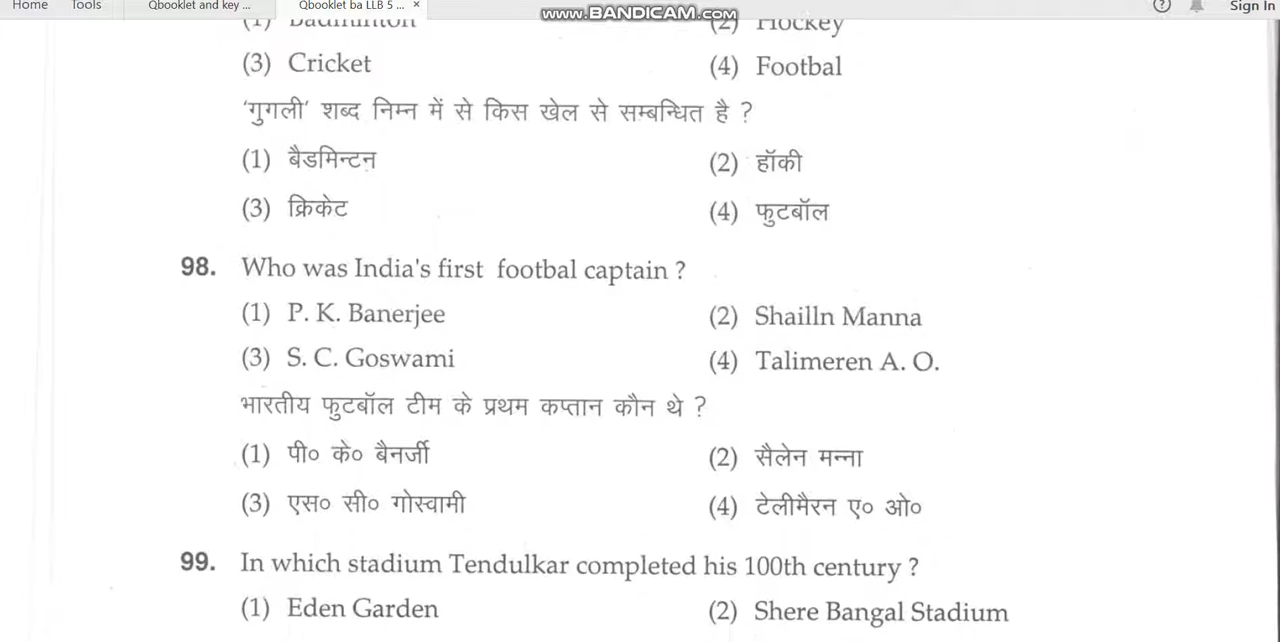 Home Tools Qbooklet and key ... Qbooklet ba LLB 5 ... × www.BANDICAM.com Sign In
(1) Badminton (2) Hockey
(3) Cricket (4) Footbal
'गुगली' शब्द निम्न में से किस खेल से सम्बन्धित है ?
(1) बैडमिन्टन (2) हॉकी
(3) क्रिकेट (4) फुटबॉल
98. Who was India's first footbal captain ?
(1) P. K. Banerjee (2) Shailln Manna
(3) S. C. Goswami (4) Talimeren A. O.
भारतीय फुटबॉल टीम के प्रथम कप्तान कौन थे ?
(1) पी० के० बैनर्जी (2) सैलेन मन्ना
(3) एस० सी० गोस्वामी (4) टेलीमैरन ए० ओ०
99. In which stadium Tendulkar completed his 100th century ?
(1) Eden Garden (2) Shere Bangal Stadium